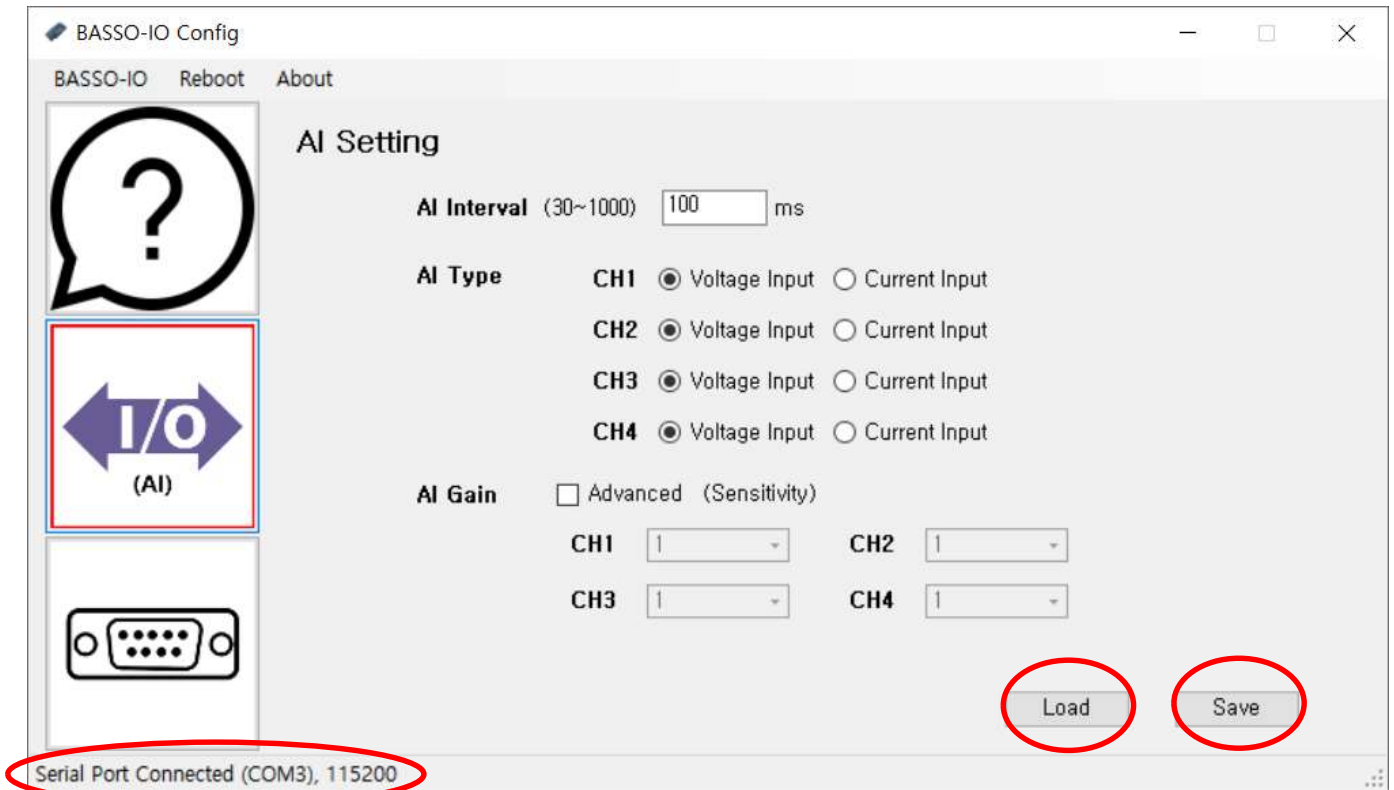 BASSO-IO Config
BASSO-IO Reboot About
?
AI Setting
AI Interval (30~1000) 100 ms
AI Type CH1 Voltage Input Current Input
CH2 Voltage Input Current Input
CH3 Voltage Input Current Input
CH4 Voltage Input Current Input
I/O
(AI)
AI Gain Advanced (Sensitivity)
CH1 1 CH2 1
CH3 1 CH4 1
Load Save
Serial Port Connected (COM3), 115200